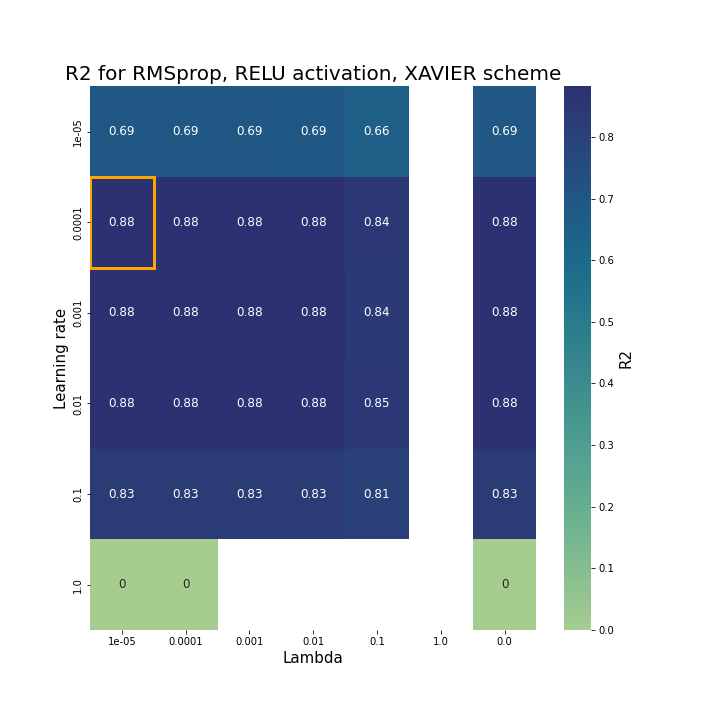 R2 for RMSprop, RELU activation, XAVIER scheme
1e-05 0.69 0.69 0.69 0.69 0.66 0.69
0.0001 0.88 0.88 0.88 0.88 0.84 0.88
0.001 0.88 0.88 0.88 0.88 0.84 0.88
0.01 0.88 0.88 0.88 0.88 0.85 0.88
0.1 0.83 0.83 0.83 0.83 0.81 0.83
1.0 0 0 0
1e-05 0.0001 0.001 0.01 0.1 1.0 0.0
Lambda
Learning rate
0.8
0.7
0.6
0.5
0.4
0.3
0.2
0.1
0.0
R2